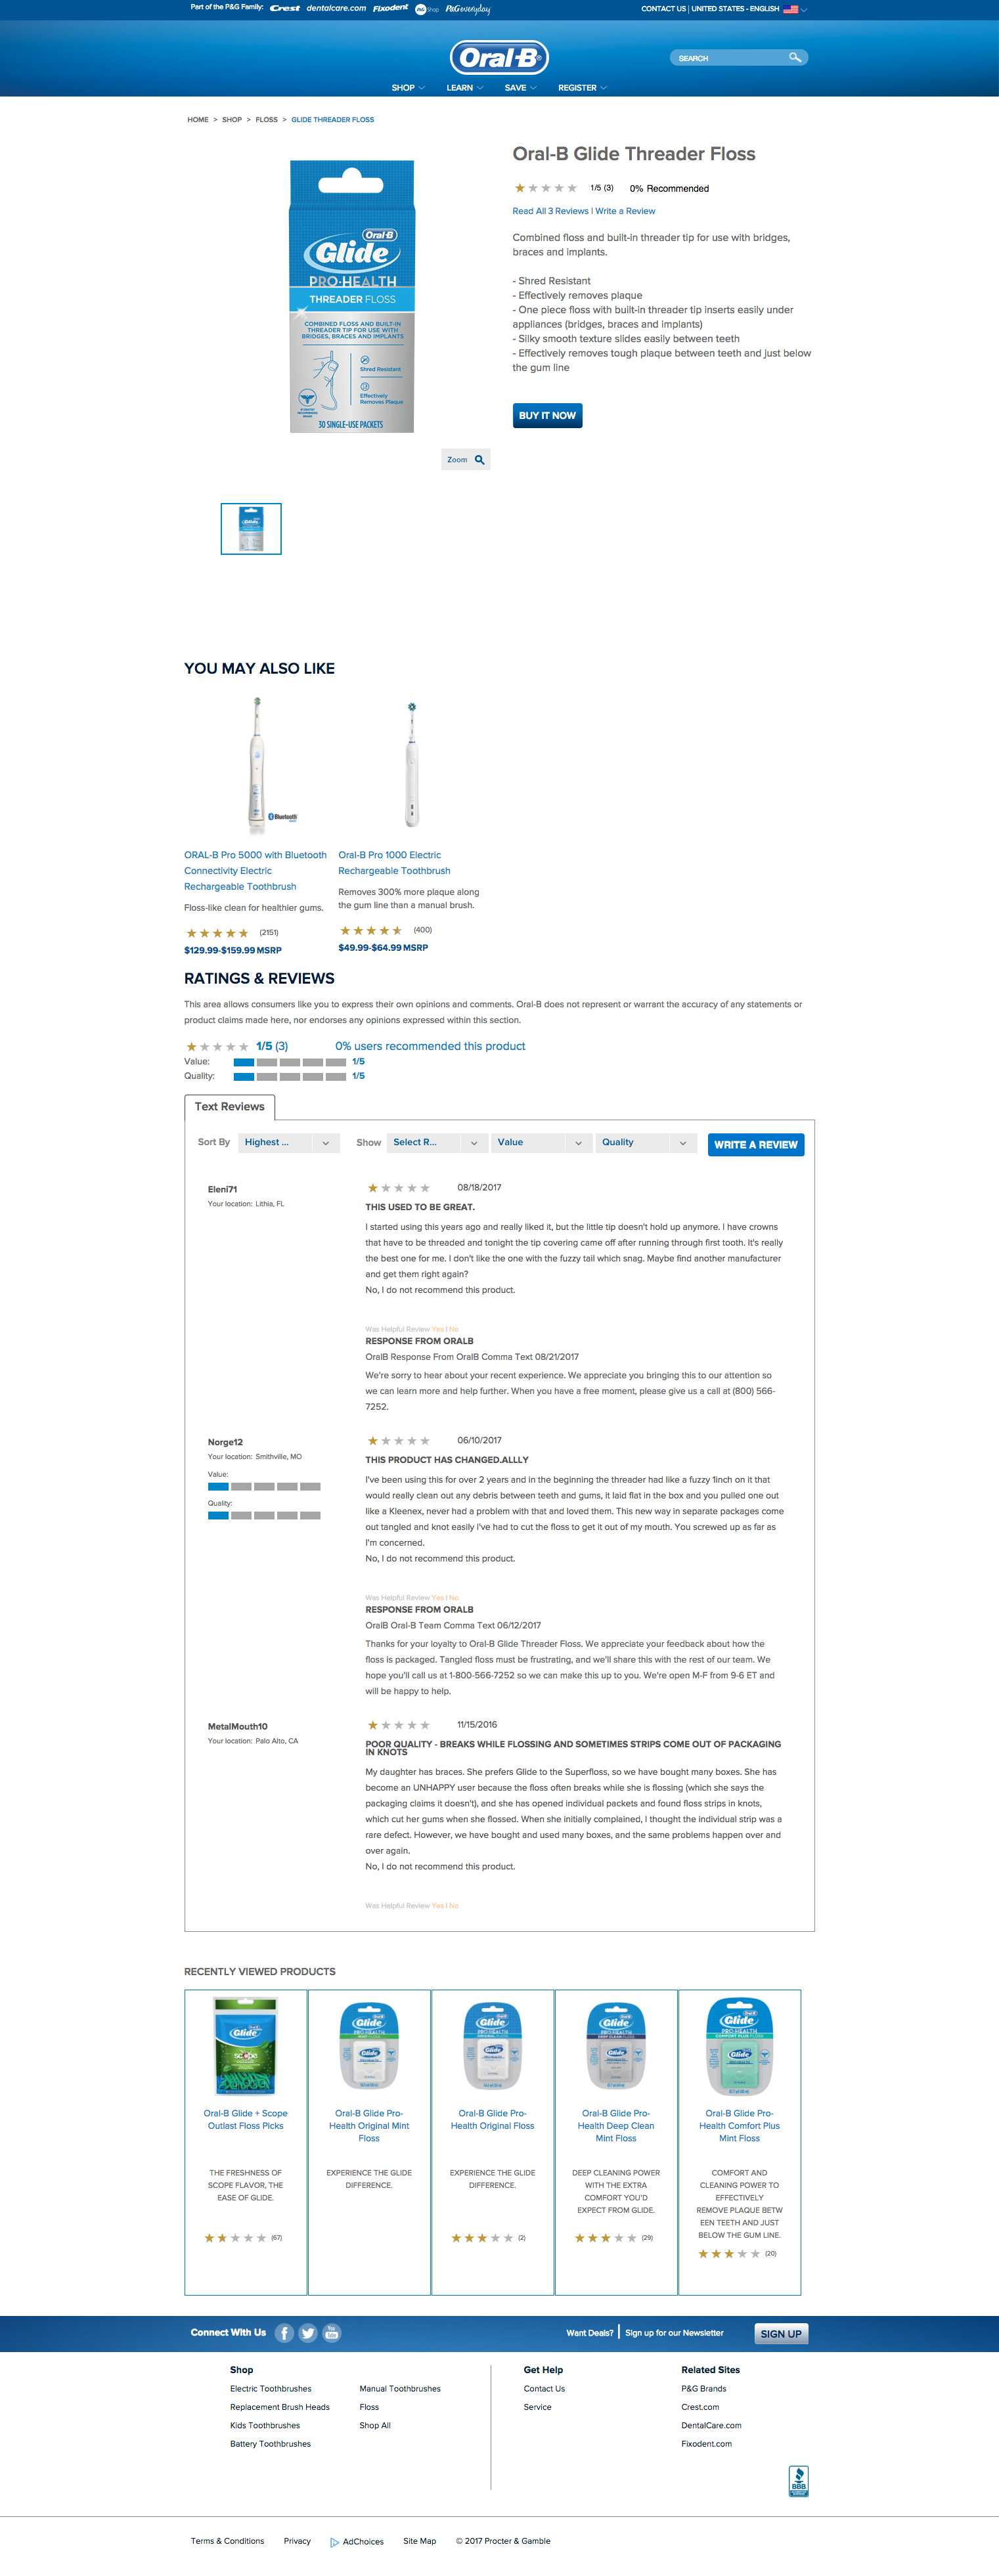 Part of the P&G Family: Crest dentalcare.com Fixodent P&G Shop P&G everyday
CONTACT US | UNITED STATES - ENGLISH
Oral-B
SEARCH
SHOP LEARN SAVE REGISTER
HOME > SHOP > FLOSS > GLIDE THREADER FLOSS
Oral-B Glide Threader Floss
1/5 (3) 0% Recommended
Read All 3 Reviews | Write a Review
Combined floss and built-in threader tip for use with bridges,
braces and implants.
- Shred Resistant
- Effectively removes plaque
- One piece floss with built-in threader tip inserts easily under
appliances (bridges, braces and implants)
- Silky smooth texture slides easily between teeth
- Effectively removes tough plaque between teeth and just below
the gum line
BUY IT NOW
Oral-B
Glide
PRO-HEALTH
THREADER FLOSS
COMBINED FLOSS AND BUILT-IN
THREADER TIP FOR USE WITH
BRIDGES, BRACES AND IMPLANTS
Shred Resistant
Effectively
Removes Plaque
30 SINGLE-USE PACKETS
Zoom
YOU MAY ALSO LIKE
Bluetooth
ORAL-B Pro 5000 with Bluetooth
Connectivity Electric
Rechargeable Toothbrush
Floss-like clean for healthier gums.
(2151)
$129.99-$159.99 MSRP
Oral-B Pro 1000 Electric
Rechargeable Toothbrush
Removes 300% more plaque along
the gum line than a manual brush.
(400)
$49.99-$64.99 MSRP
RATINGS & REVIEWS
This area allows consumers like you to express their own opinions and comments. Oral-B does not represent or warrant the accuracy of any statements or
product claims made here, nor endorses any opinions expressed within this section.
1/5 (3) 0% users recommended this product
Value: 1/5
Quality: 1/5
Text Reviews
Sort By Highest ... Show Select R... Value Quality WRITE A REVIEW
Eleni71
Your location: Lithia, FL
08/18/2017
THIS USED TO BE GREAT.
I started using this years ago and really liked it, but the little tip doesn't hold up anymore. I have crowns
that have to be threaded and tonight the tip covering came off after running through first tooth. It's really
the best one for me. I don't like the one with the fuzzy tail which snag. Maybe find another manufacturer
and get them right again?
No, I do not recommend this product.
Was Helpful Review Yes | No
RESPONSE FROM ORALB
OralB Response From OralB Comma Text 08/21/2017
We're sorry to hear about your recent experience. We appreciate you bringing this to our attention so
we can learn more and help further. When you have a free moment, please give us a call at (800) 566-
7252.
Norge12
Your location: Smithville, MO
Value:
Quality:
06/10/2017
THIS PRODUCT HAS CHANGED.ALLLY
I've been using this for over 2 years and in the beginning the threader had like a fuzzy 1inch on it that
would really clean out any debris between teeth and gums, it laid flat in the box and you pulled one out
like a Kleenex, never had a problem with that and loved them. This new way in separate packages come
out tangled and knot easily I've had to cut the floss to get it out of my mouth. You screwed up as far as
I'm concerned.
No, I do not recommend this product.
Was Helpful Review Yes | No
RESPONSE FROM ORALB
OralB Oral-B Team Comma Text 06/12/2017
Thanks for your loyalty to Oral-B Glide Threader Floss. We appreciate your feedback about how the
floss is packaged. Tangled floss must be frustrating, and we'll share this with the rest of our team. We
hope you'll call us at 1-800-566-7252 so we can make this up to you. We're open M-F from 9-6 ET and
will be happy to help.
MetalMouth10
Your location: Palo Alto, CA
11/15/2016
POOR QUALITY - BREAKS WHILE FLOSSING AND SOMETIMES STRIPS COME OUT OF PACKAGING
IN KNOTS
My daughter has braces. She prefers Glide to the Superfloss, so we have bought many boxes. She has
become an UNHAPPY user because the floss often breaks while she is flossing (which she says the
packaging claims it doesn't), and she has opened individual packets and found floss strips in knots,
which cut her gums when she flossed. When she initially complained, I thought the individual strip was a
rare defect. However, we have bought and used many boxes, and the same problems happen over and
over again.
No, I do not recommend this product.
Was Helpful Review Yes | No
RECENTLY VIEWED PRODUCTS
Glide
scope
Oral-B Glide + Scope
Outlast Floss Picks
THE FRESHNESS OF
SCOPE FLAVOR, THE
EASE OF GLIDE.
(67)
Glide
PRO-HEALTH
Oral-B Glide Pro-
Health Original Mint
Floss
EXPERIENCE THE GLIDE
DIFFERENCE.
Glide
PRO-HEALTH
Oral-B Glide Pro-
Health Original Floss
EXPERIENCE THE GLIDE
DIFFERENCE.
(2)
Glide
PRO-HEALTH
Oral-B Glide Pro-
Health Deep Clean
Mint Floss
DEEP CLEANING POWER
WITH THE EXTRA
COMFORT YOU'D
EXPECT FROM GLIDE.
(29)
Glide
PRO-HEALTH
Oral-B Glide Pro-
Health Comfort Plus
Mint Floss
COMFORT AND
CLEANING POWER TO
EFFECTIVELY
REMOVE PLAQUE BETW
EEN TEETH AND JUST
BELOW THE GUM LINE.
(20)
Connect With Us
You Tube
Want Deals? | Sign up for our Newsletter SIGN UP
Shop
Electric Toothbrushes
Replacement Brush Heads
Kids Toothbrushes
Battery Toothbrushes
Manual Toothbrushes
Floss
Shop All
Get Help
Contact Us
Service
Related Sites
P&G Brands
Crest.com
DentalCare.com
Fixodent.com
BBB
Terms & Conditions Privacy AdChoices Site Map © 2017 Procter & Gamble